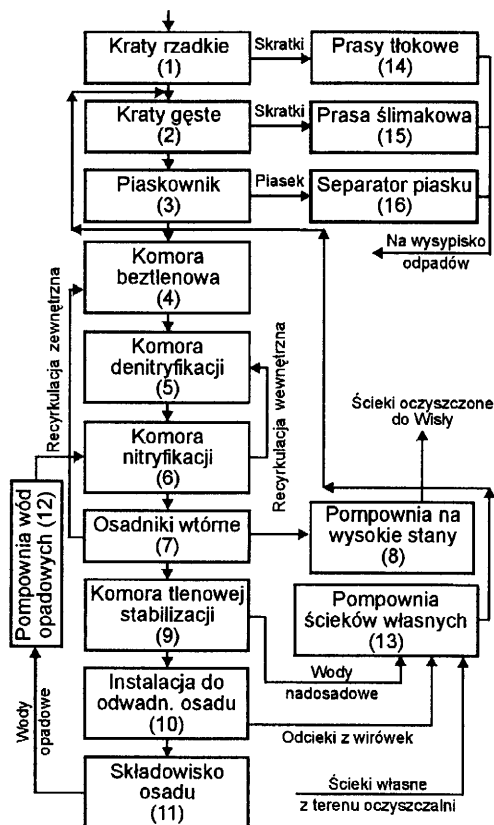 Kraty rzadkie
(1)
Skratki
Prasy tłokowe
(14)
Kraty gęste
(2)
Skratki
Prasa ślimakowa
(15)
Piaskownik
(3)
Piasek
Separator piasku
(16)
Na wysypisko
odpadów
Komora
beztlenowa
(4)
Recyrkulacja zewnętrzna
Komora
denitryfikacji
(5)
Recyrkulacja wewnętrzna
Komora
nitryfikacji
(6)
Ścieki oczyszczone
do Wisły
Osadniki wtórne
(7)
Pompownia na
wysokie stany
(8)
Pompownia wód
opadowych (12)
Komora tlenowej
stabilizacji
(9)
Pompownia
ścieków własnych
(13)
Wody
nadosadowe
Instalacja do
odwadn. osadu
(10)
Odcieki z wirówek
Wody
opadowe
Składowisko
osadu
(11)
Ścieki własne
z terenu oczyszczalni